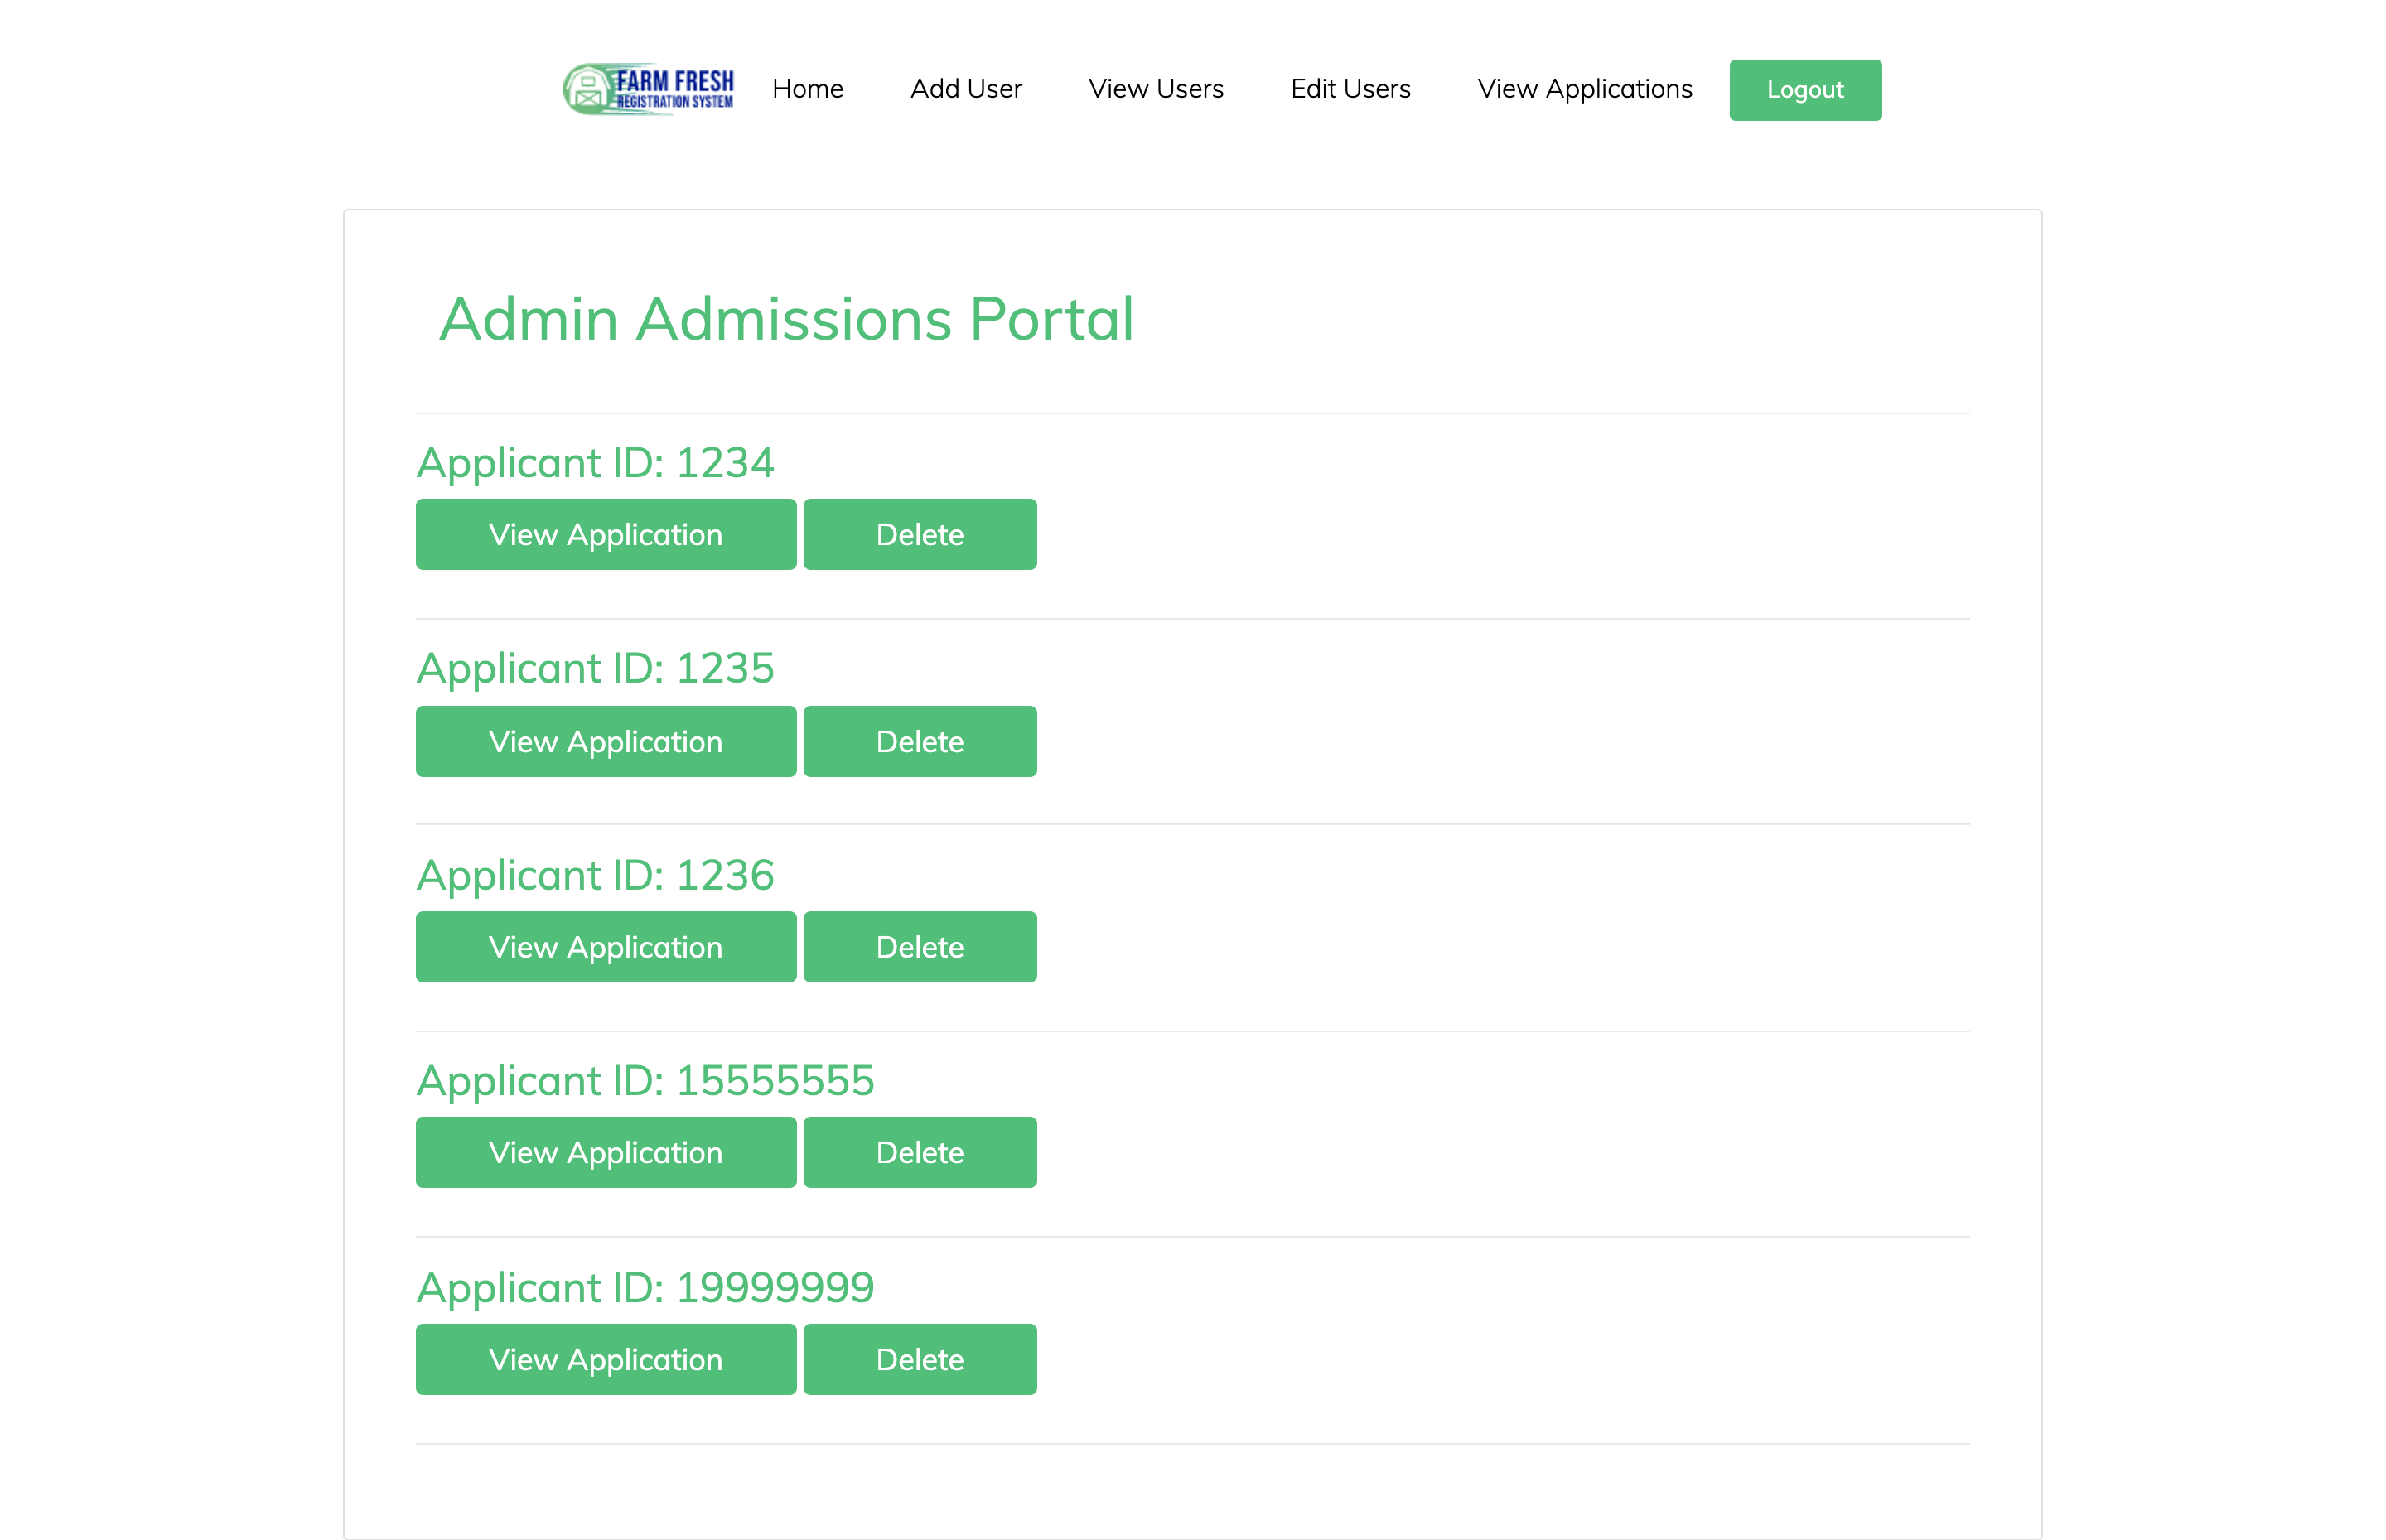 FARM FRESH
REGISTRATION SYSTEM
Home Add User View Users Edit Users View Applications Logout
Admin Admissions Portal
Applicant ID: 1234
View Application Delete
Applicant ID: 1235
View Application Delete
Applicant ID: 1236
View Application Delete
Applicant ID: 15555555
View Application Delete
Applicant ID: 19999999
View Application Delete